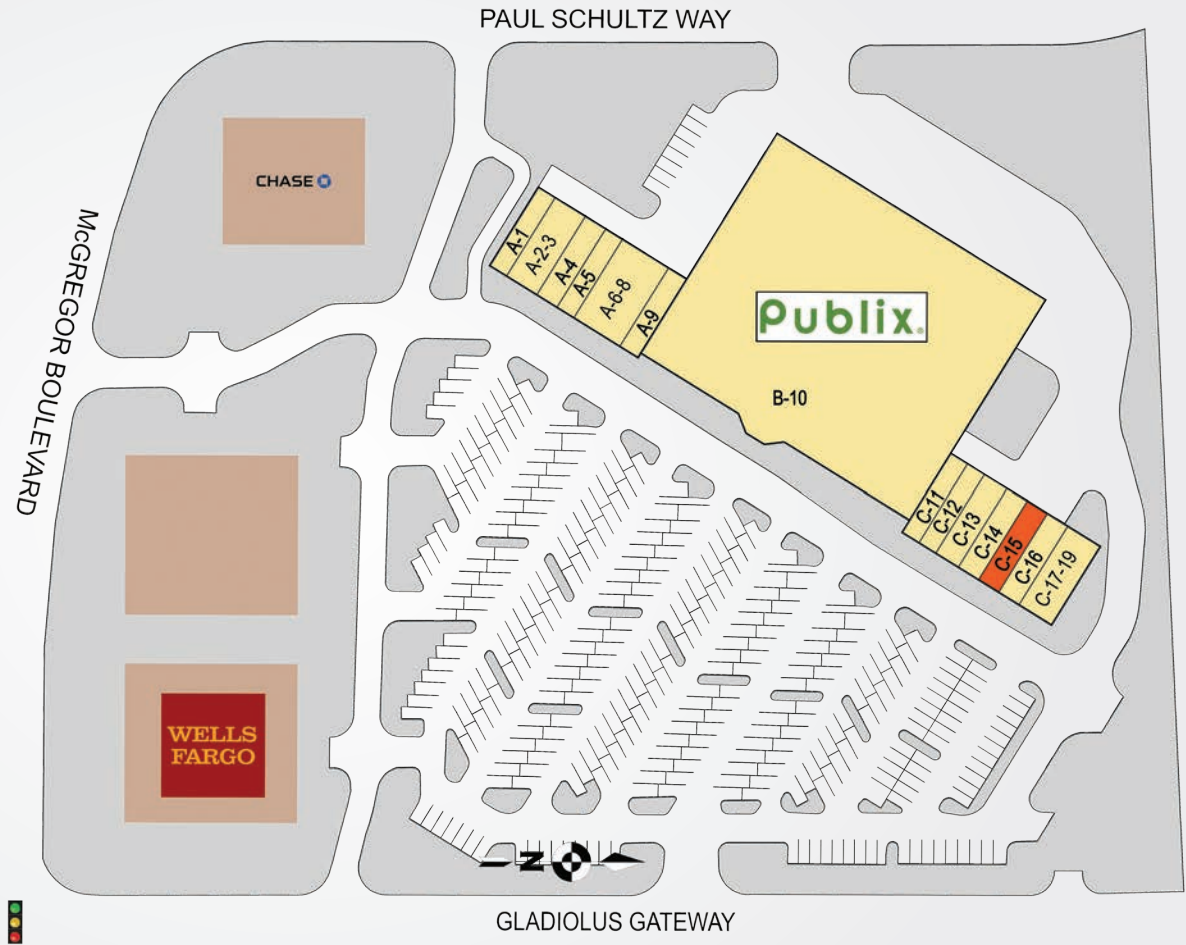 PAUL SCHULTZ WAY
CHASE
McGREGOR BOULEVARD
A-1
A-2-3
A-4
A-5
A-6-8
A-9
Publix.
B-10
C-11
C-12
C-13
C-14
C-15
C-16
C-17-19
WELLS
FARGO
N
GLADIOLUS GATEWAY